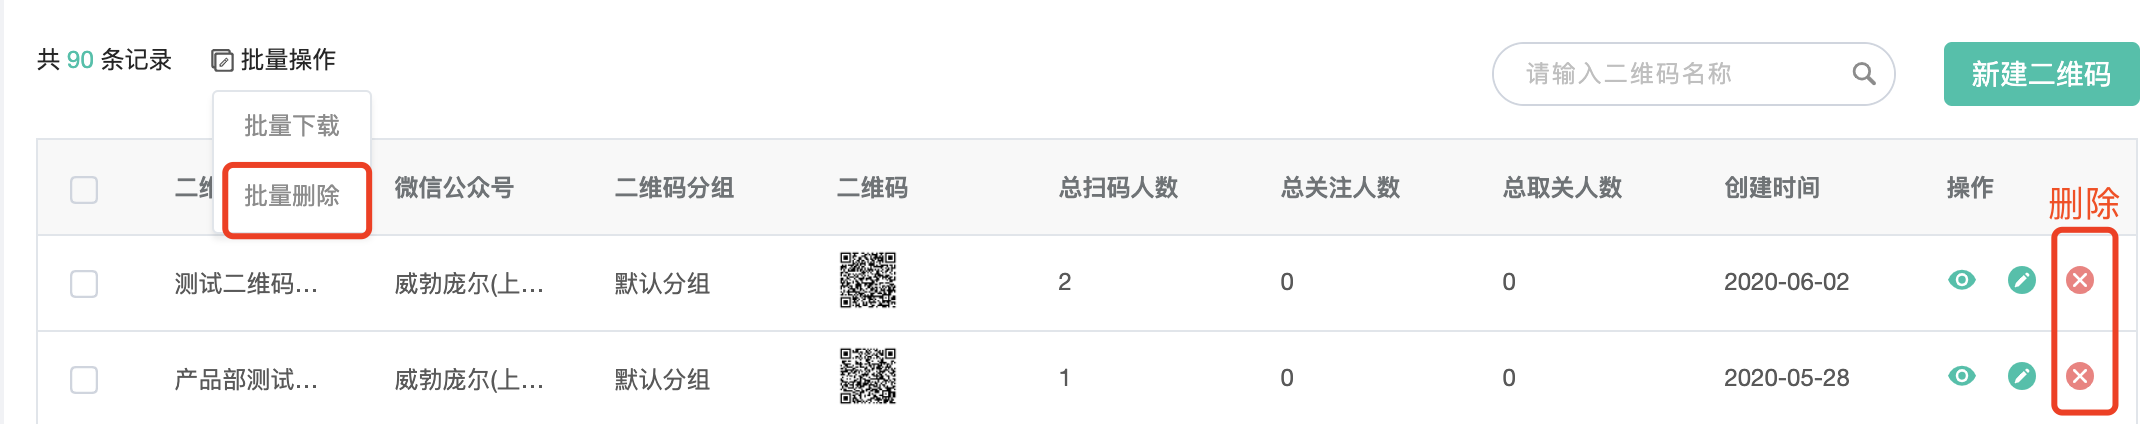 共 90 条记录 批量操作
请输入二维码名称
新建二维码
批量下载
批量删除
二维 微信公众号 二维码分组 二维码 总扫码人数 总关注人数 总取关人数 创建时间 操作
删除
测试二维码... 威勃庞尔(上... 默认分组 2 0 0 2020-06-02
产品部测试... 威勃庞尔(上... 默认分组 1 0 0 2020-05-28